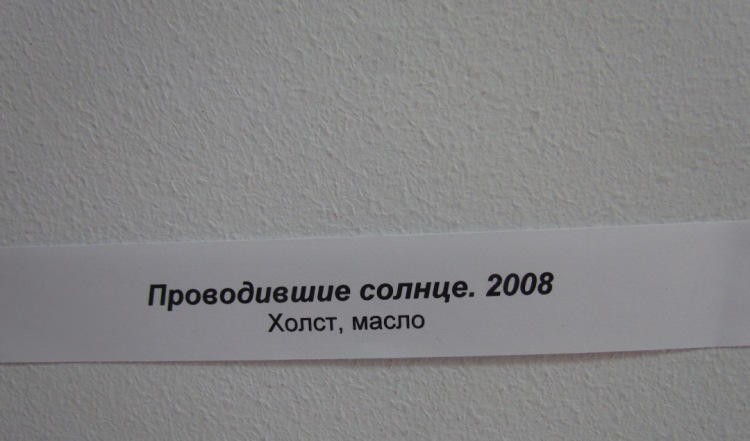 Проводившие солнце. 2008
Холст, масло